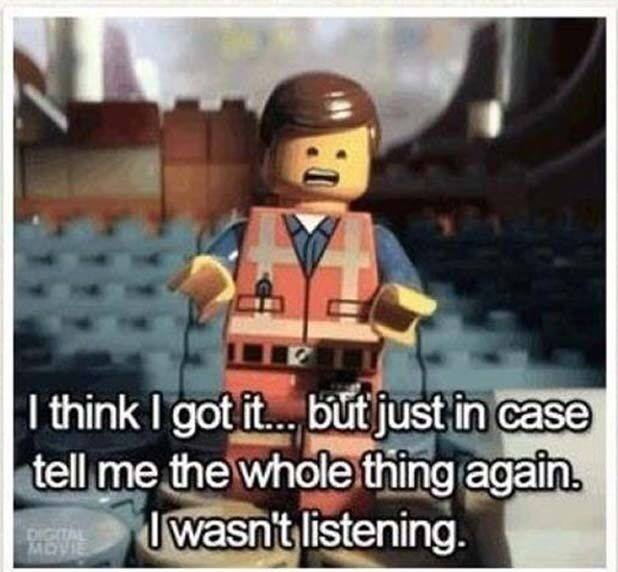 I think I got it... but just in case
tell me the whole thing again.
I wasn't listening.
DIGITAL
MOVIE